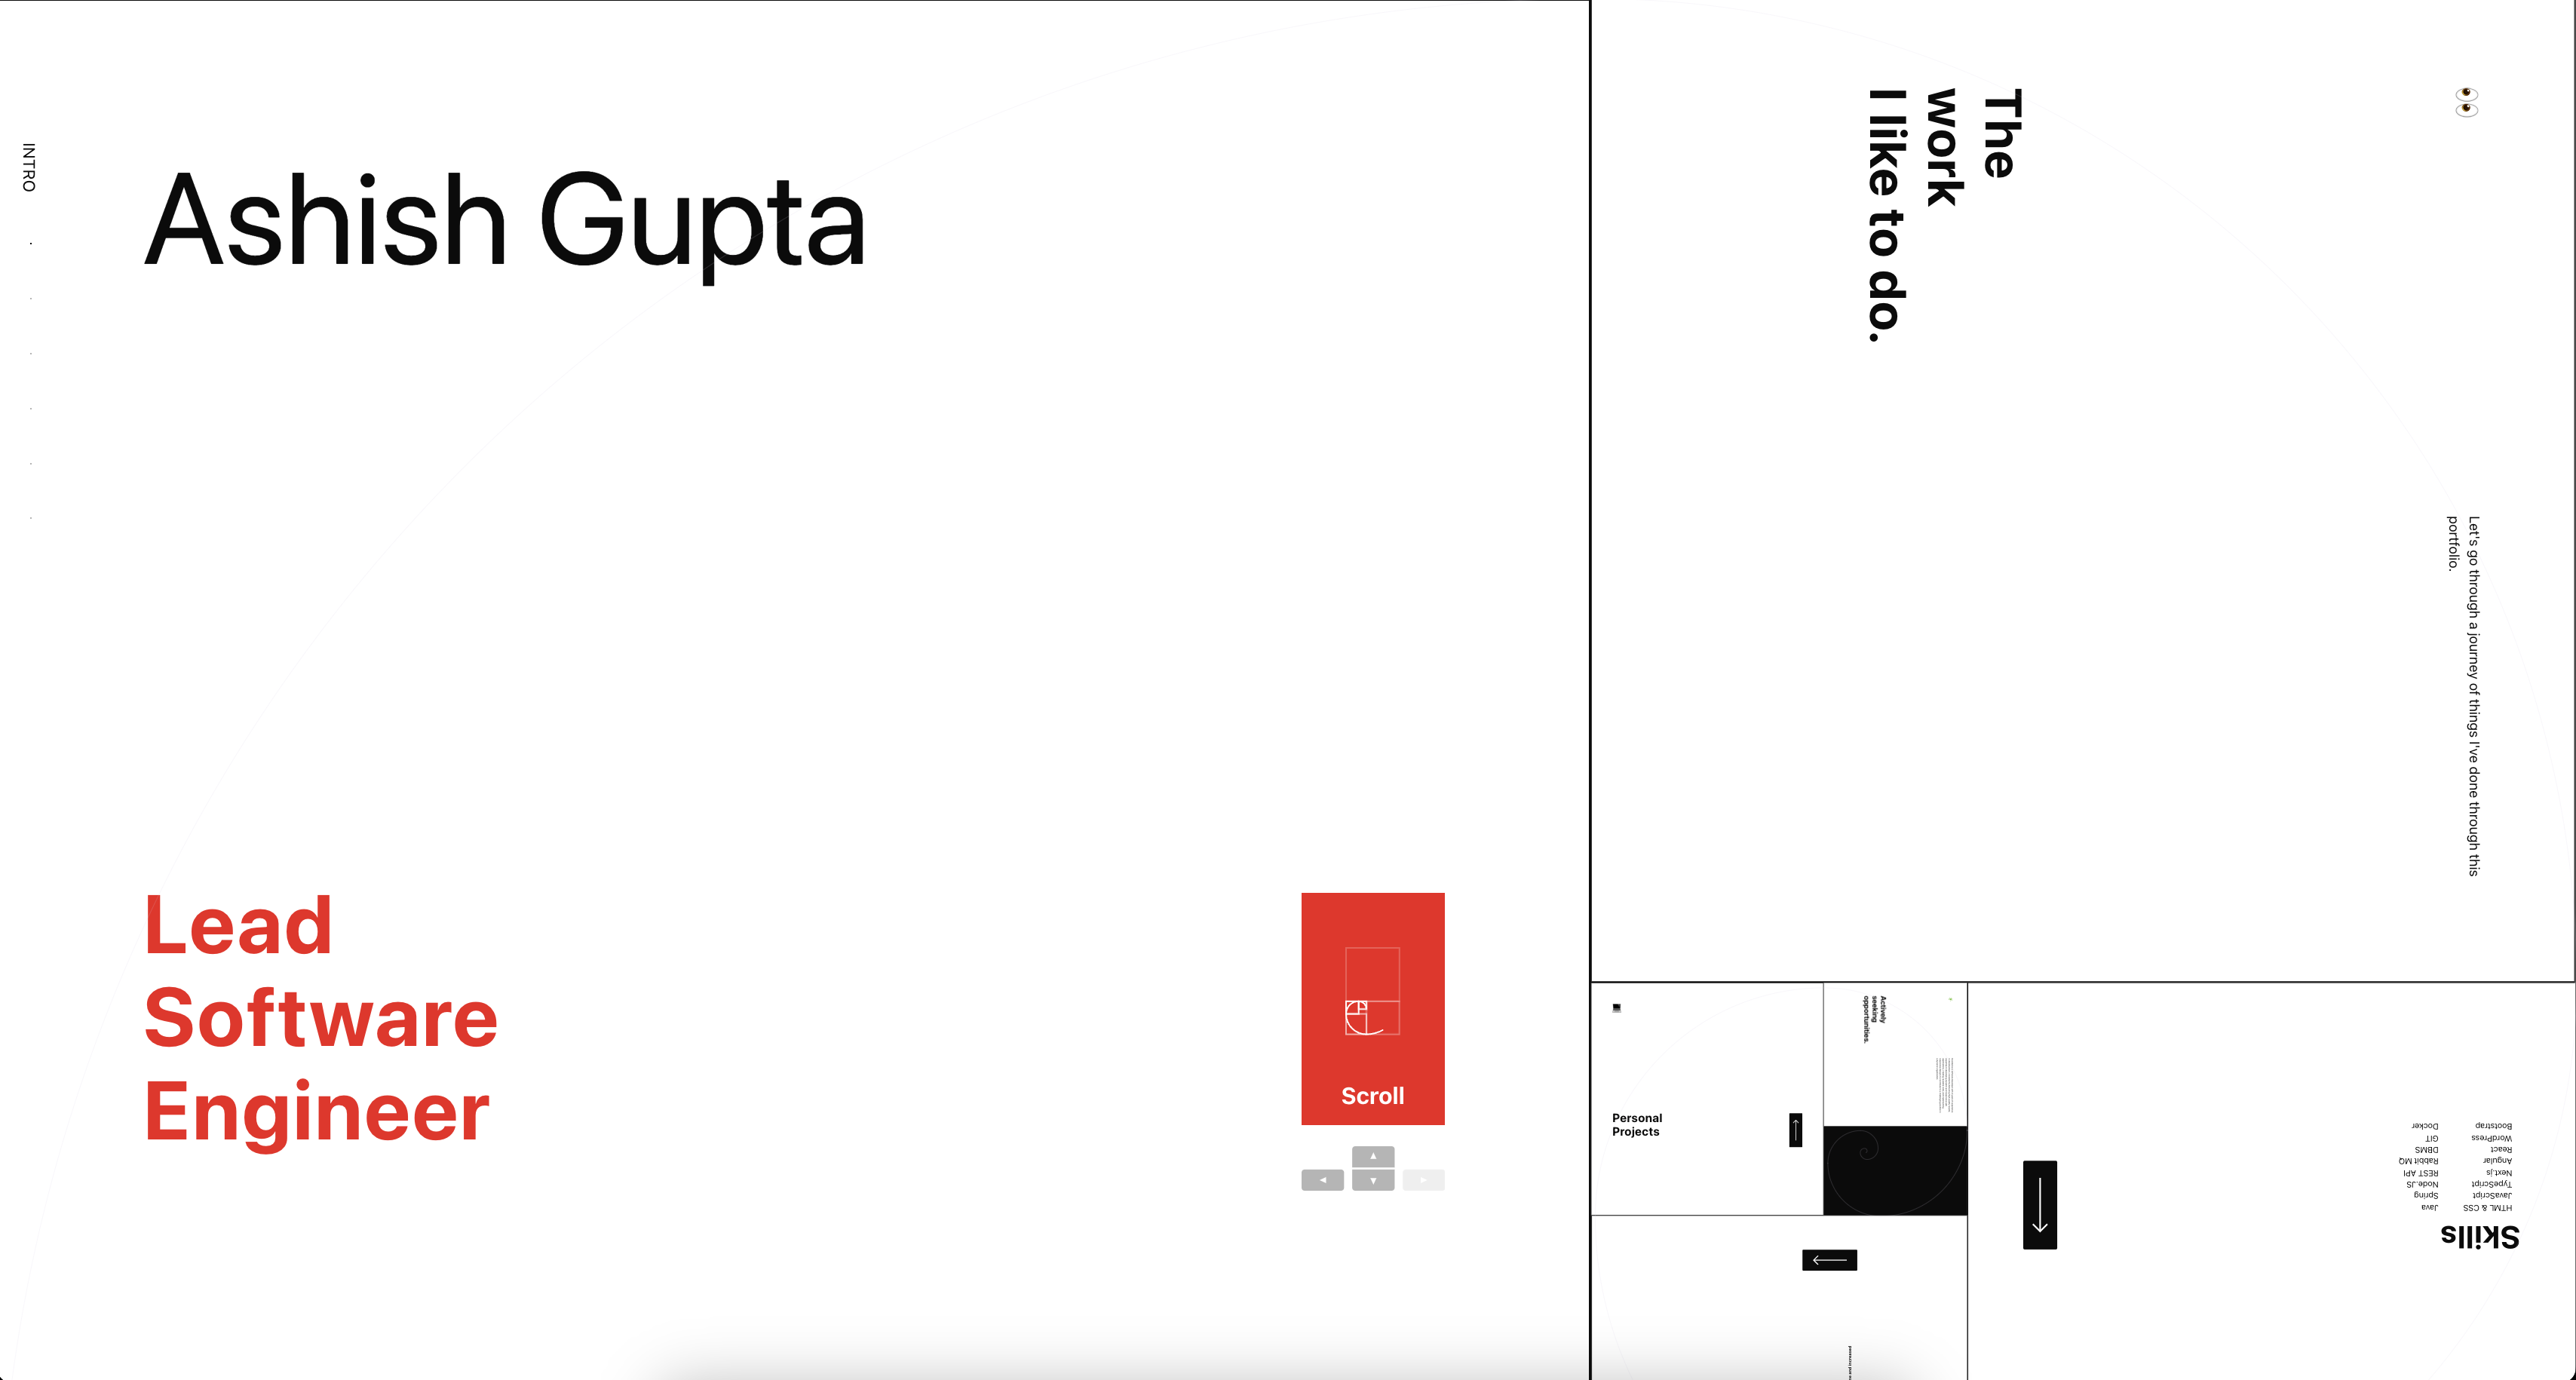 INTRO
Ashish Gupta
Lead
Software
Engineer
Scroll
The
work
I like to do.
Let's go through a journey of things I've done through this
portfolio.
Personal
Projects
Actively
seeking
opportunities.
Skills
HTML & CSS
JavaScript
TypeScript
Next.js
Angular
React
WordPress
Bootstrap
Java
Spring
Node.JS
REST API
Rabbit MQ
DBMS
GIT
Docker